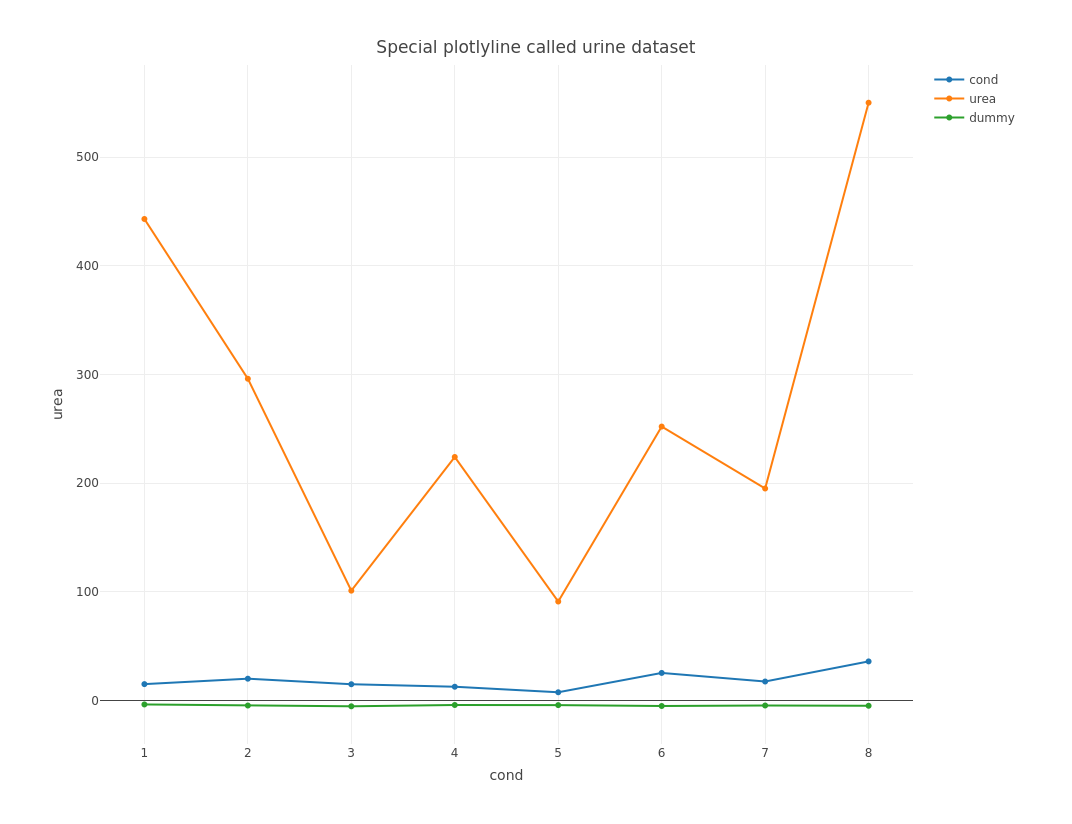 Special plotlyline called urine dataset
cond
urea
dummy
500
400
300
200
100
0
urea
1 2 3 4 5 6 7 8
cond